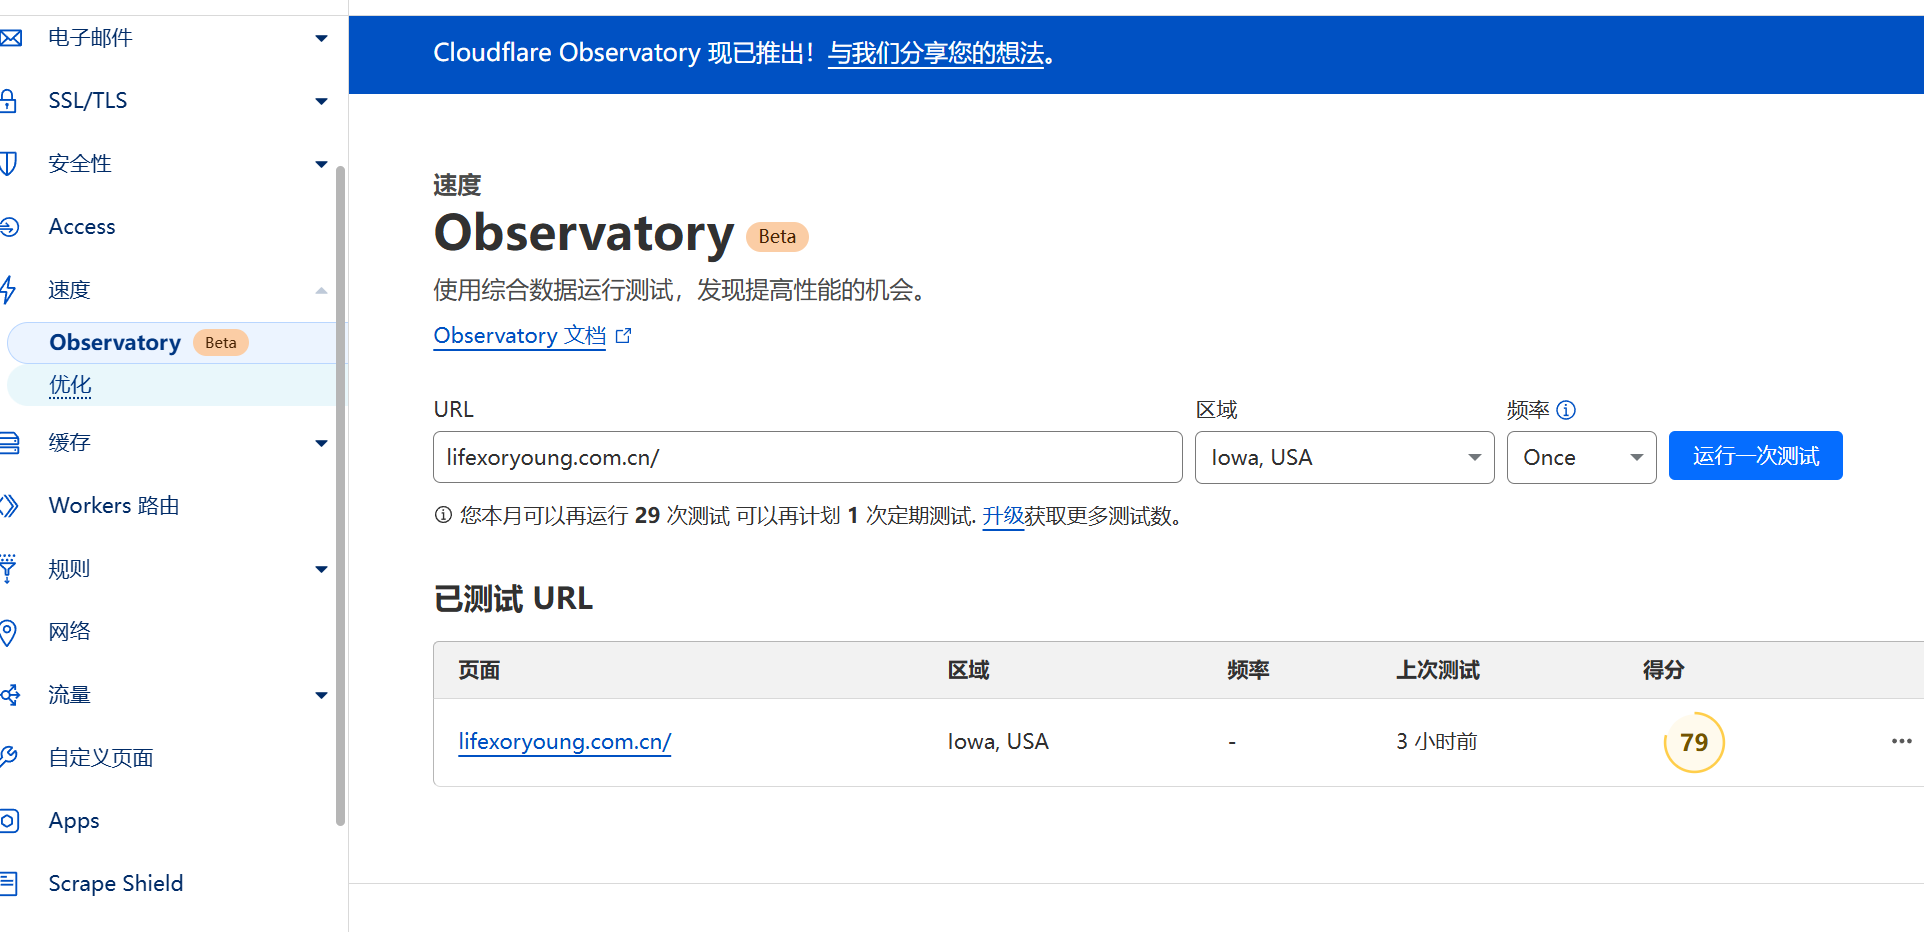 电子邮件
SSL/TLS
安全性
Access
速度
Observatory Beta
优化
缓存
Workers 路由
规则
网络
流量
自定义页面
Apps
Scrape Shield
Cloudflare Observatory 现已推出！与我们分享您的想法。
速度
Observatory Beta
使用综合数据运行测试，发现提高性能的机会。
Observatory 文档
URL 区域 频率
lifexoryoung.com.cn/ Iowa, USA Once 运行一次测试
您本月可以再运行 29 次测试 可以再计划 1 次定期测试. 升级获取更多测试数。
已测试 URL
页面 区域 频率 上次测试 得分
lifexoryoung.com.cn/ Iowa, USA - 3 小时前 79